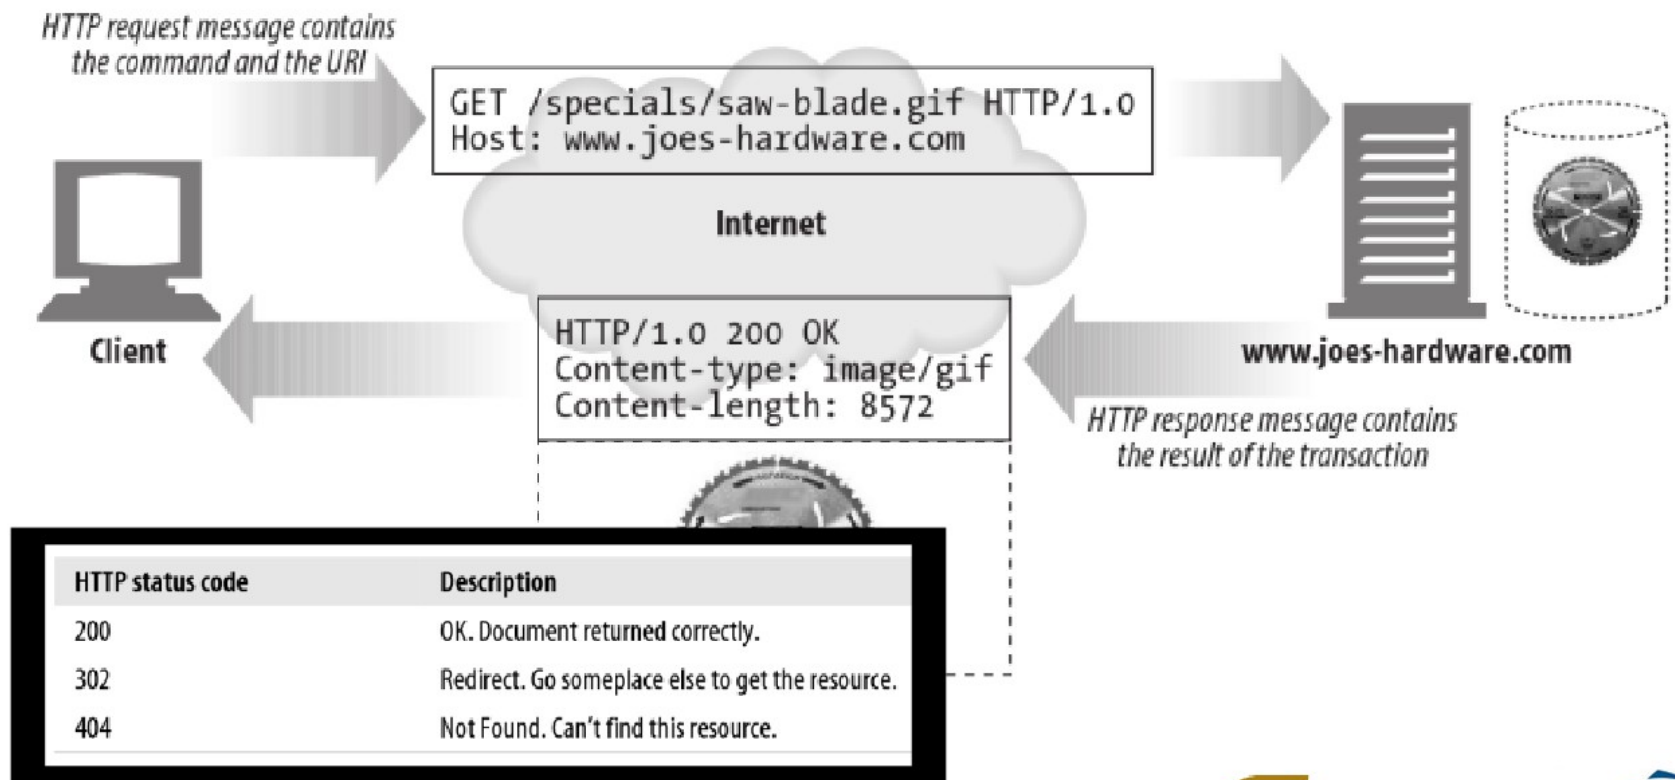 HTTP request message contains
the command and the URI
GET /specials/saw-blade.gif HTTP/1.0
Host: www.joes-hardware.com
Internet
Client
HTTP/1.0 200 OK
Content-type: image/gif
Content-length: 8572
www.joes-hardware.com
HTTP response message contains
the result of the transaction
HTTP status code Description
200 OK. Document returned correctly.
302 Redirect. Go someplace else to get the resource.
404 Not Found. Can't find this resource.